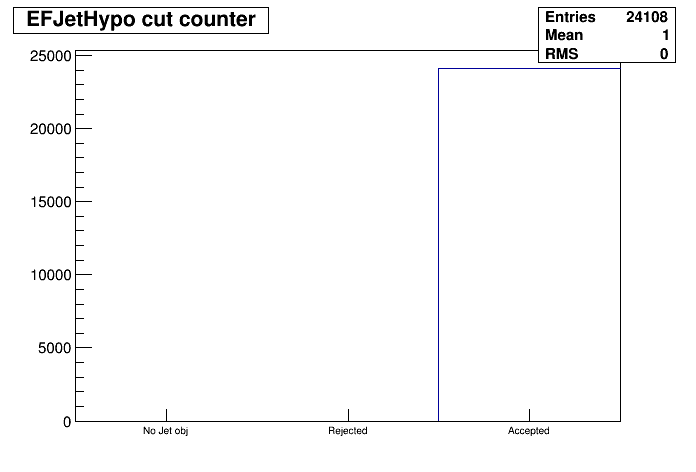 EFJetHypo cut counter
Entries 24108
Mean 1
RMS 0
25000
20000
15000
10000
5000
0
No Jet obj Rejected Accepted